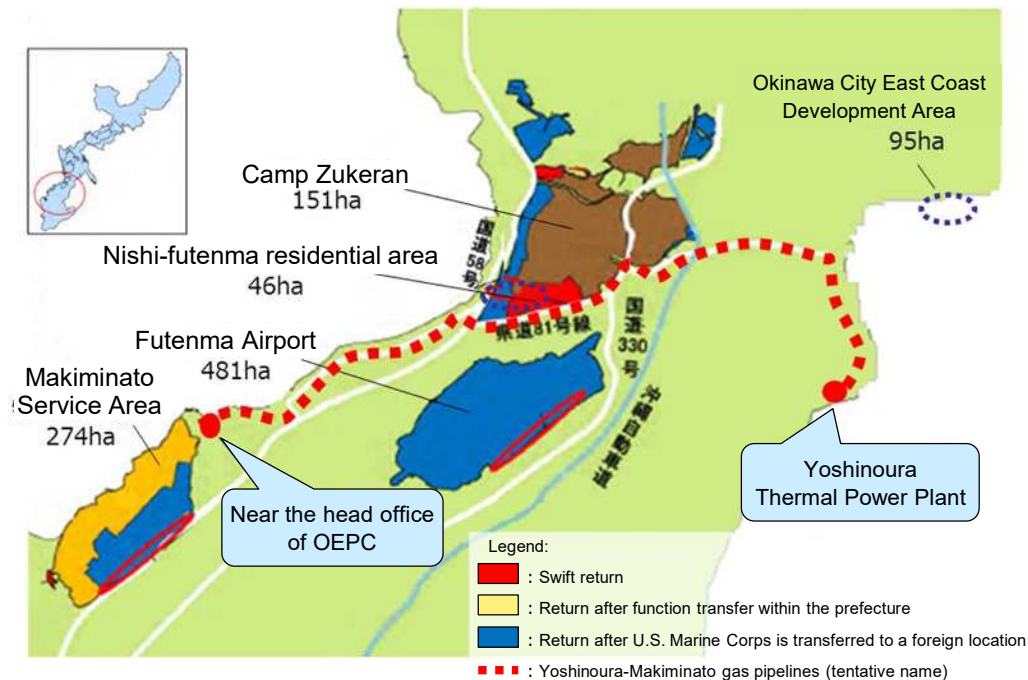 Okinawa City East Coast
Development Area
95ha
Camp Zukeran
151ha
国道58号
Nishi-futenma residential area
46ha
県道81号線
国道330号
沖縄自動車道
Futenma Airport
481ha
Makiminato
Service Area
274ha
Near the head office
of OEPC
Yoshinoura
Thermal Power Plant
Legend:
: Swift return
: Return after function transfer within the prefecture
: Return after U.S. Marine Corps is transferred to a foreign location
: Yoshinoura-Makiminato gas pipelines (tentative name)